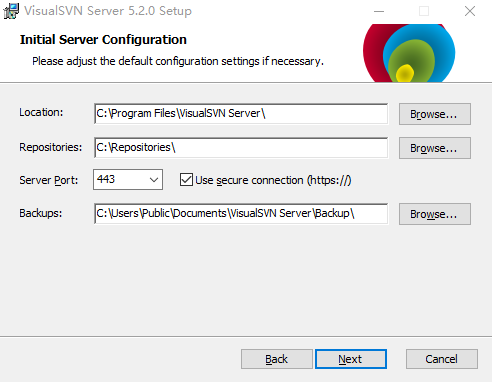 VisualSVN Server 5.2.0 Setup
Initial Server Configuration
Please adjust the default configuration settings if necessary.
Location: C:\Program Files\VisualSVN Server\ Browse...
Repositories: C:\Repositories\ Browse...
Server Port: 443 Use secure connection (https://)
Backups: C:\Users\Public\Documents\VisualSVN Server\Backup\ Browse...
Back Next Cancel